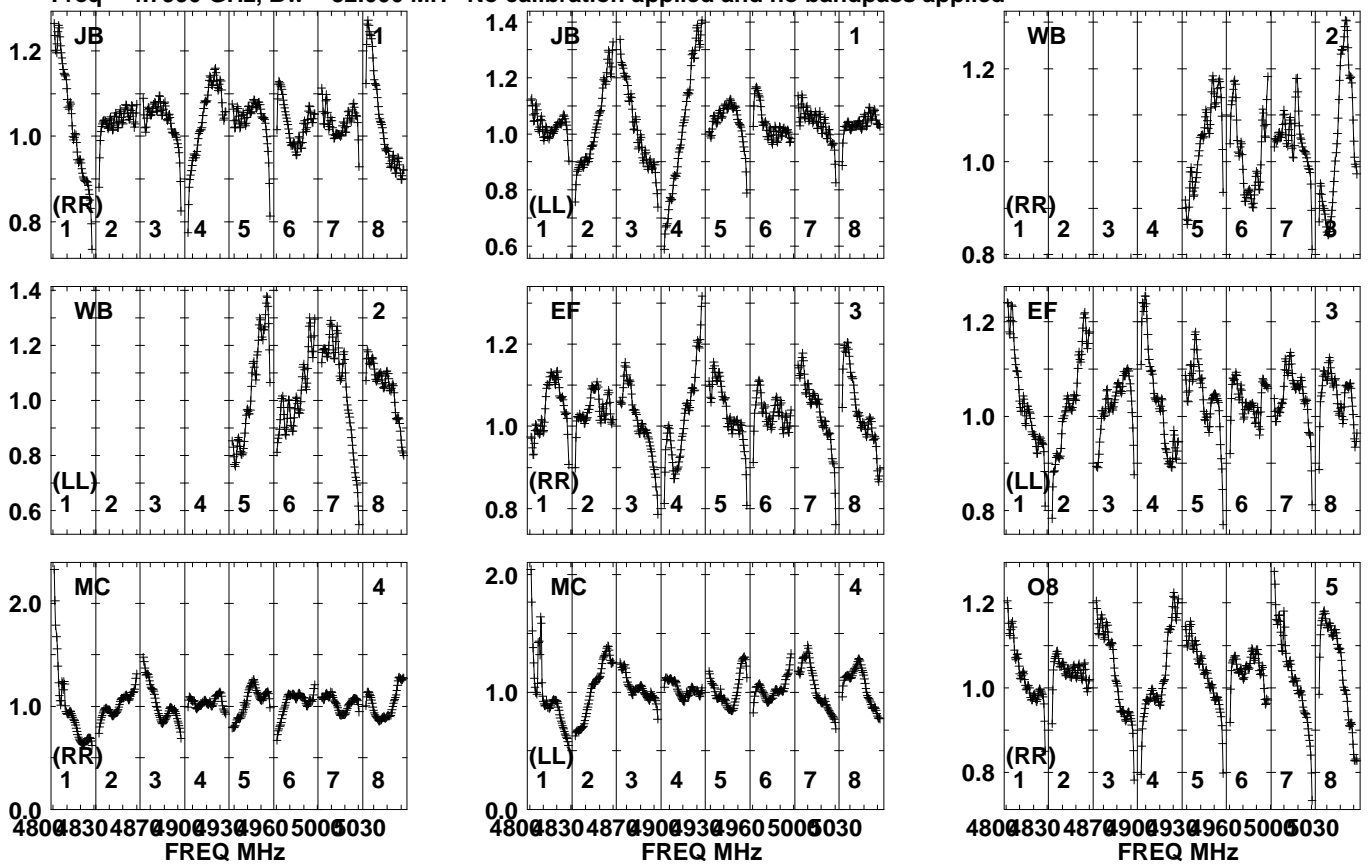 No calibration applied and no bandpass applied
JB 1
1.2
1.0
0.8
(RR)
1 2 3 4 5 6 7 8
JB 1
1.4
1.2
1.0
0.8
0.6
(LL)
1 2 3 4 5 6 7 8
WB 2
1.2
1.0
0.8
(RR)
1 2 3 4 5 6 7 8
WB 2
1.4
1.2
1.0
0.8
0.6
(LL)
1 2 3 4 5 6 7 8
EF 3
1.2
1.0
0.8
(RR)
1 2 3 4 5 6 7 8
EF 3
1.2
1.0
0.8
(LL)
1 2 3 4 5 6 7 8
MC 4
2.0
1.0
0.0
(RR)
1 2 3 4 5 6 7 8
4800 4830 4870 4900 4930 4960 5000 5030
FREQ MHz
MC 4
2.0
1.0
0.0
(LL)
1 2 3 4 5 6 7 8
4800 4830 4870 4900 4930 4960 5000 5030
FREQ MHz
O8 5
1.2
1.0
0.8
(RR)
1 2 3 4 5 6 7 8
4800 4830 4870 4900 4930 4960 5000 5030
FREQ MHz